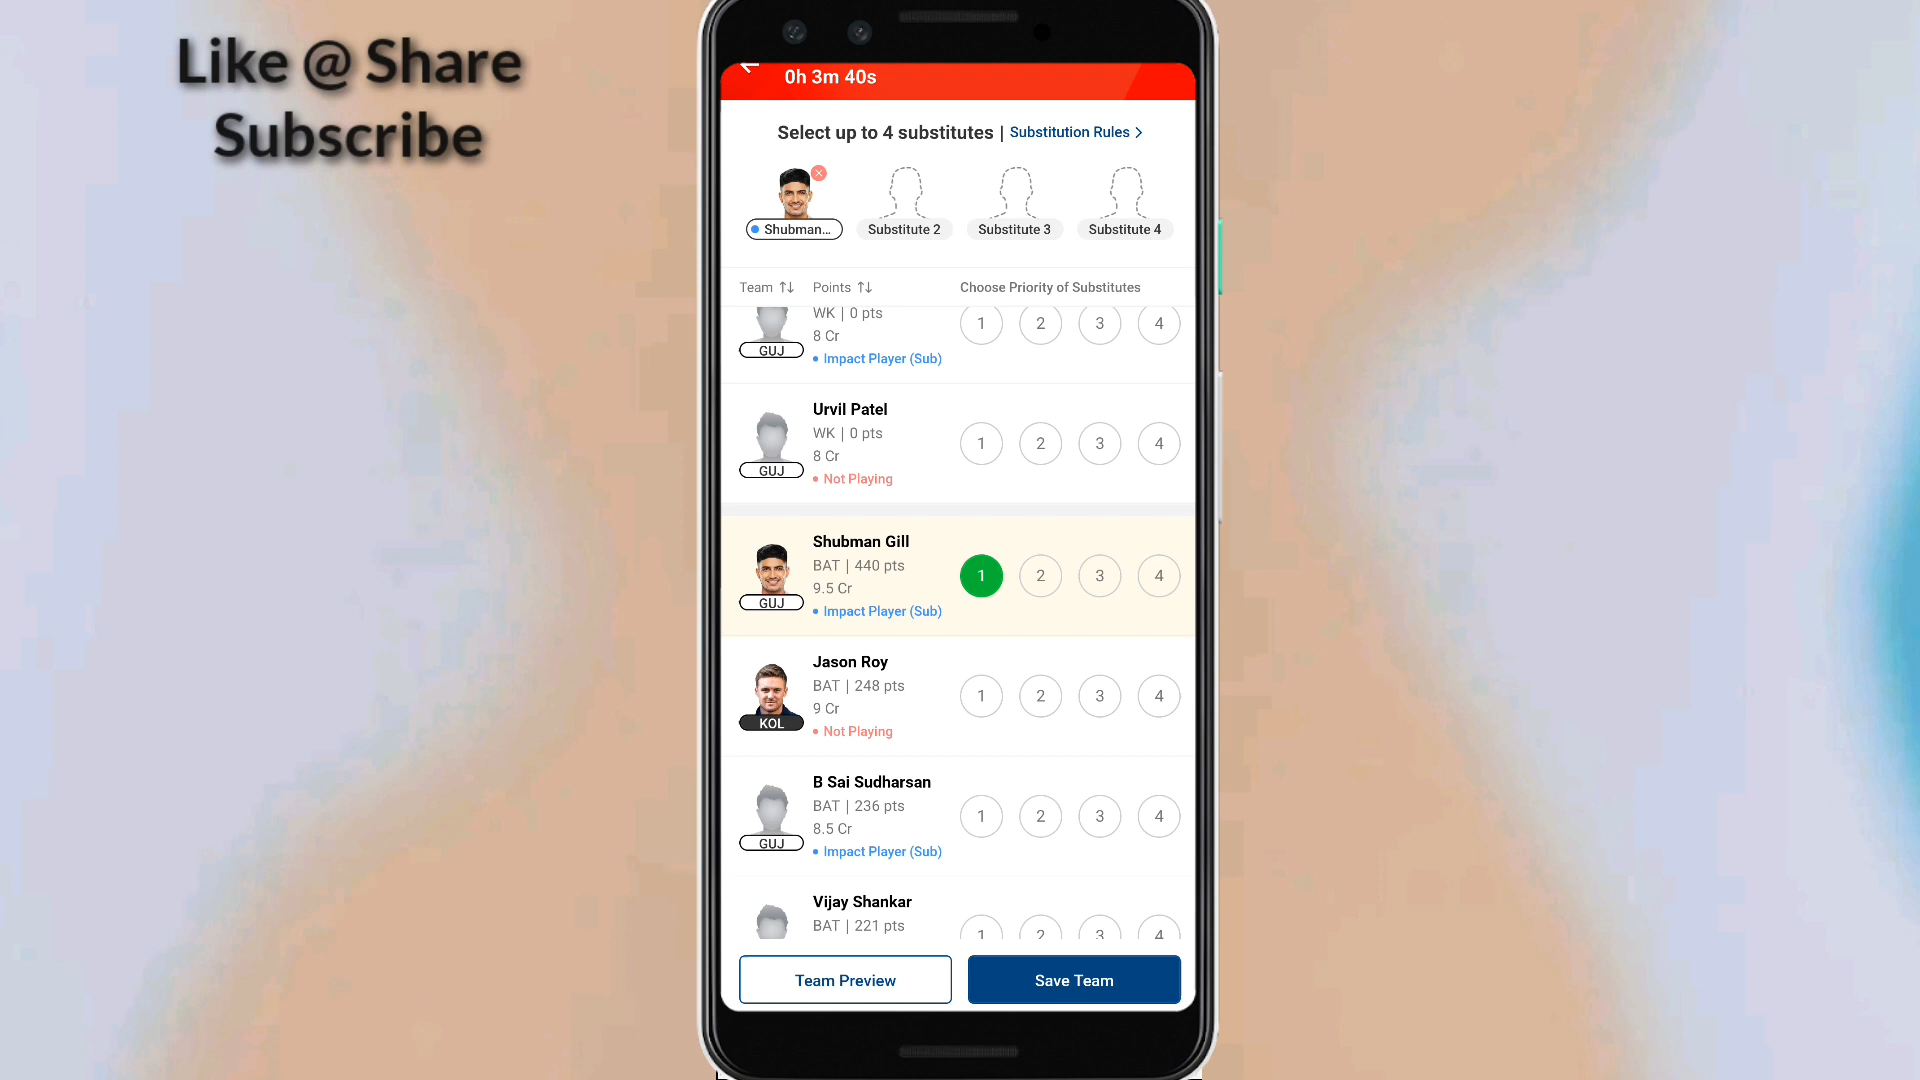 Like @ Share
Subscribe
0h 3m 40s
Select up to 4 substitutes | Substitution Rules >
Shubman... Substitute 2 Substitute 3 Substitute 4
Team ↑↓ Points ↑↓ Choose Priority of Substitutes
WK | 0 pts 1 2 3 4
8 Cr
GUJ • Impact Player (Sub)
Urvil Patel
WK | 0 pts 1 2 3 4
8 Cr
GUJ • Not Playing
Shubman Gill
BAT | 440 pts 1 2 3 4
9.5 Cr
GUJ • Impact Player (Sub)
Jason Roy
BAT | 248 pts 1 2 3 4
9 Cr
KOL • Not Playing
B Sai Sudharsan
BAT | 236 pts 1 2 3 4
8.5 Cr
GUJ • Impact Player (Sub)
Vijay Shankar
BAT | 221 pts 1 2 3 4
Team Preview Save Team